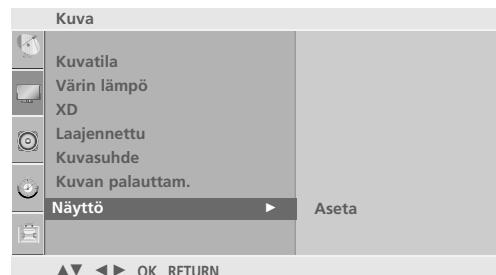 Kuva
Kuvatila
Värin lämpö
XD
Laajennettu
Kuvasuhde
Kuvan palauttam.
Näyttö ► Aseta
▲▼ ◄ ► OK RETURN